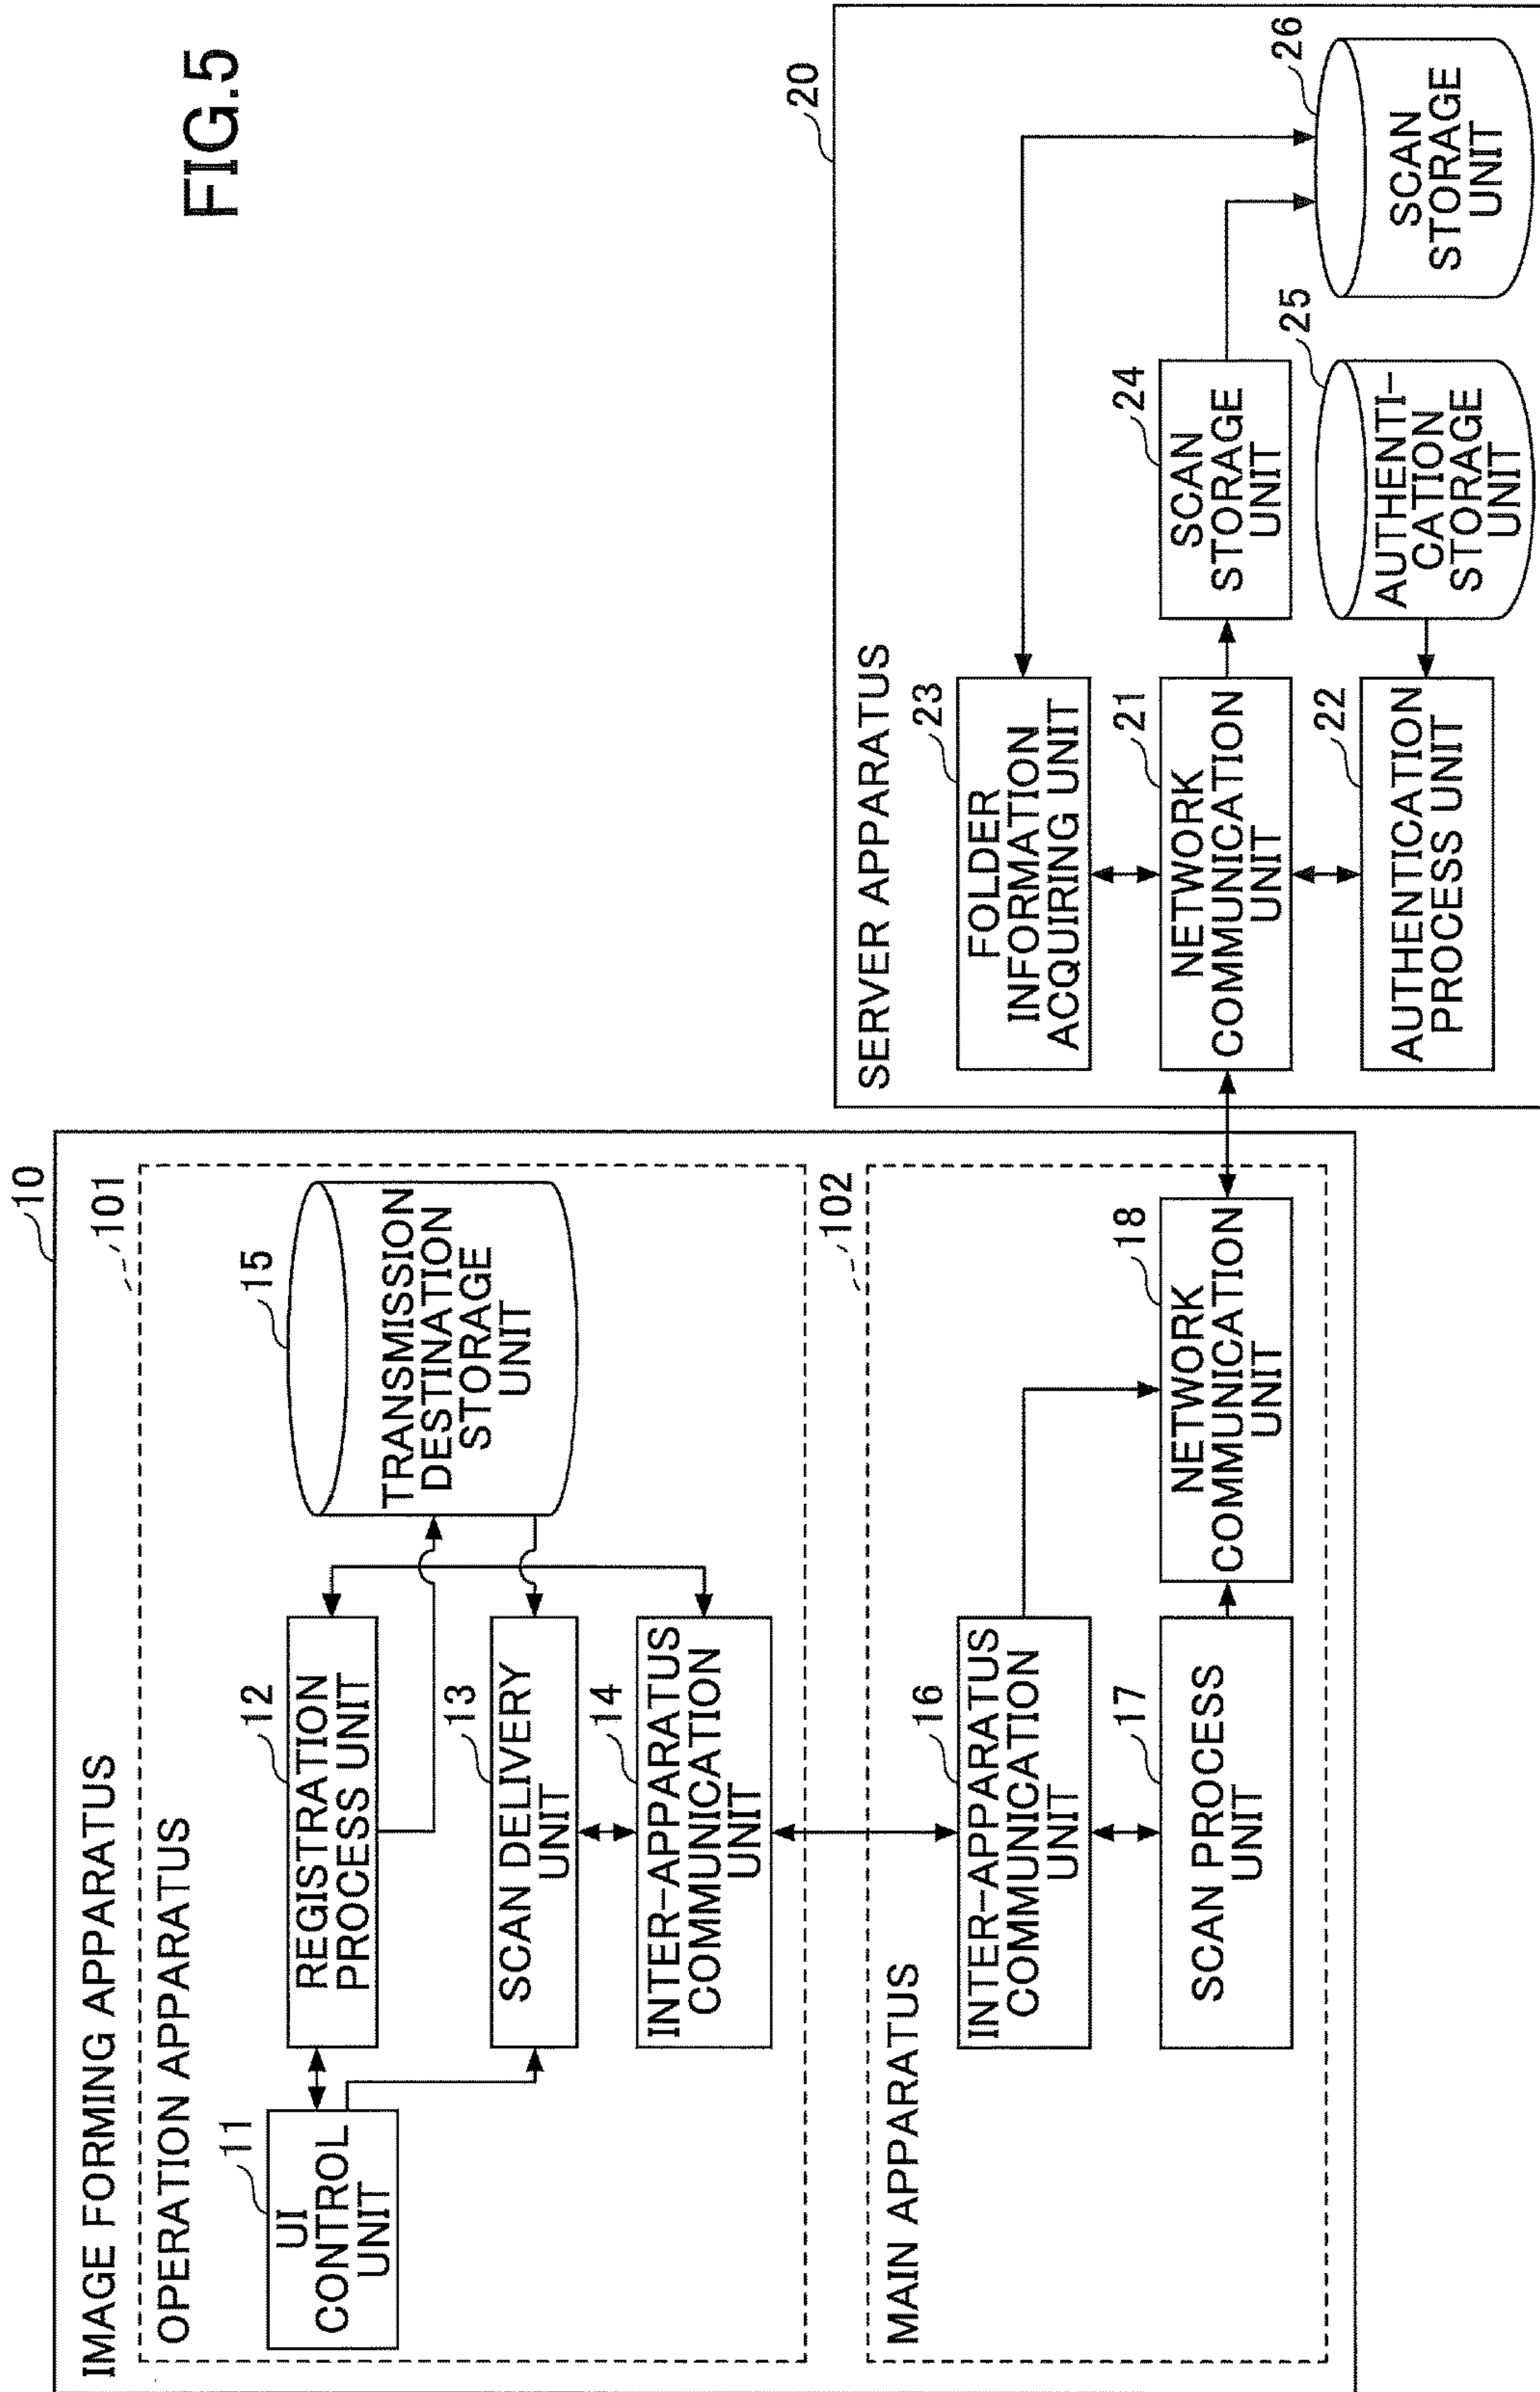 FIG.5
10
IMAGE FORMING APPARATUS
101
OPERATION APPARATUS
11
UI
CONTROL
UNIT
12
REGISTRATION
PROCESS UNIT
13
SCAN DELIVERY
UNIT
14
INTER-APPARATUS
COMMUNICATION
UNIT
15
TRANSMISSION
DESTINATION
STORAGE
UNIT
102
MAIN APPARATUS
16
INTER-APPARATUS
COMMUNICATION
UNIT
17
SCAN PROCESS
UNIT
18
NETWORK
COMMUNICATION
UNIT
20
SERVER APPARATUS
23
FOLDER
INFORMATION
ACQUIRING UNIT
21
NETWORK
COMMUNICATION
UNIT
22
AUTHENTICATION
PROCESS UNIT
24
SCAN
STORAGE
UNIT
25
AUTHENTI-
CATION
STORAGE
UNIT
26
SCAN
STORAGE
UNIT